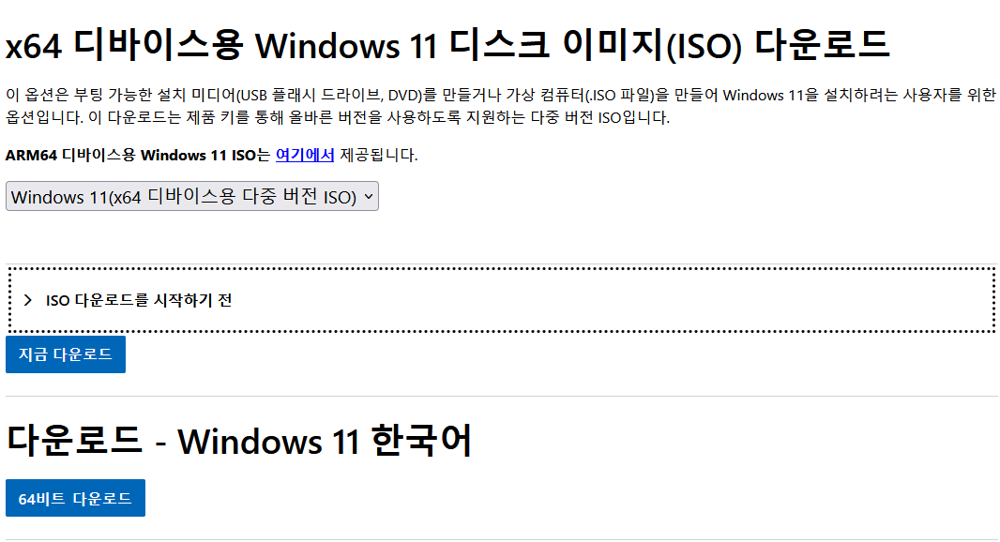 x64 디바이스용 Windows 11 디스크 이미지(ISO) 다운로드
이 옵션은 부팅 가능한 설치 미디어(USB 플래시 드라이브, DVD)를 만들거나 가상 컴퓨터(.ISO 파일)을 만들어 Windows 11을 설치하려는 사용자를 위한
옵션입니다. 이 다운로드는 제품 키를 통해 올바른 버전을 사용하도록 지원하는 다중 버전 ISO입니다.
ARM64 디바이스용 Windows 11 ISO는 여기에서 제공됩니다.
Windows 11(x64 디바이스용 다중 버전 ISO)
ISO 다운로드를 시작하기 전
지금 다운로드
다운로드 - Windows 11 한국어
64비트 다운로드